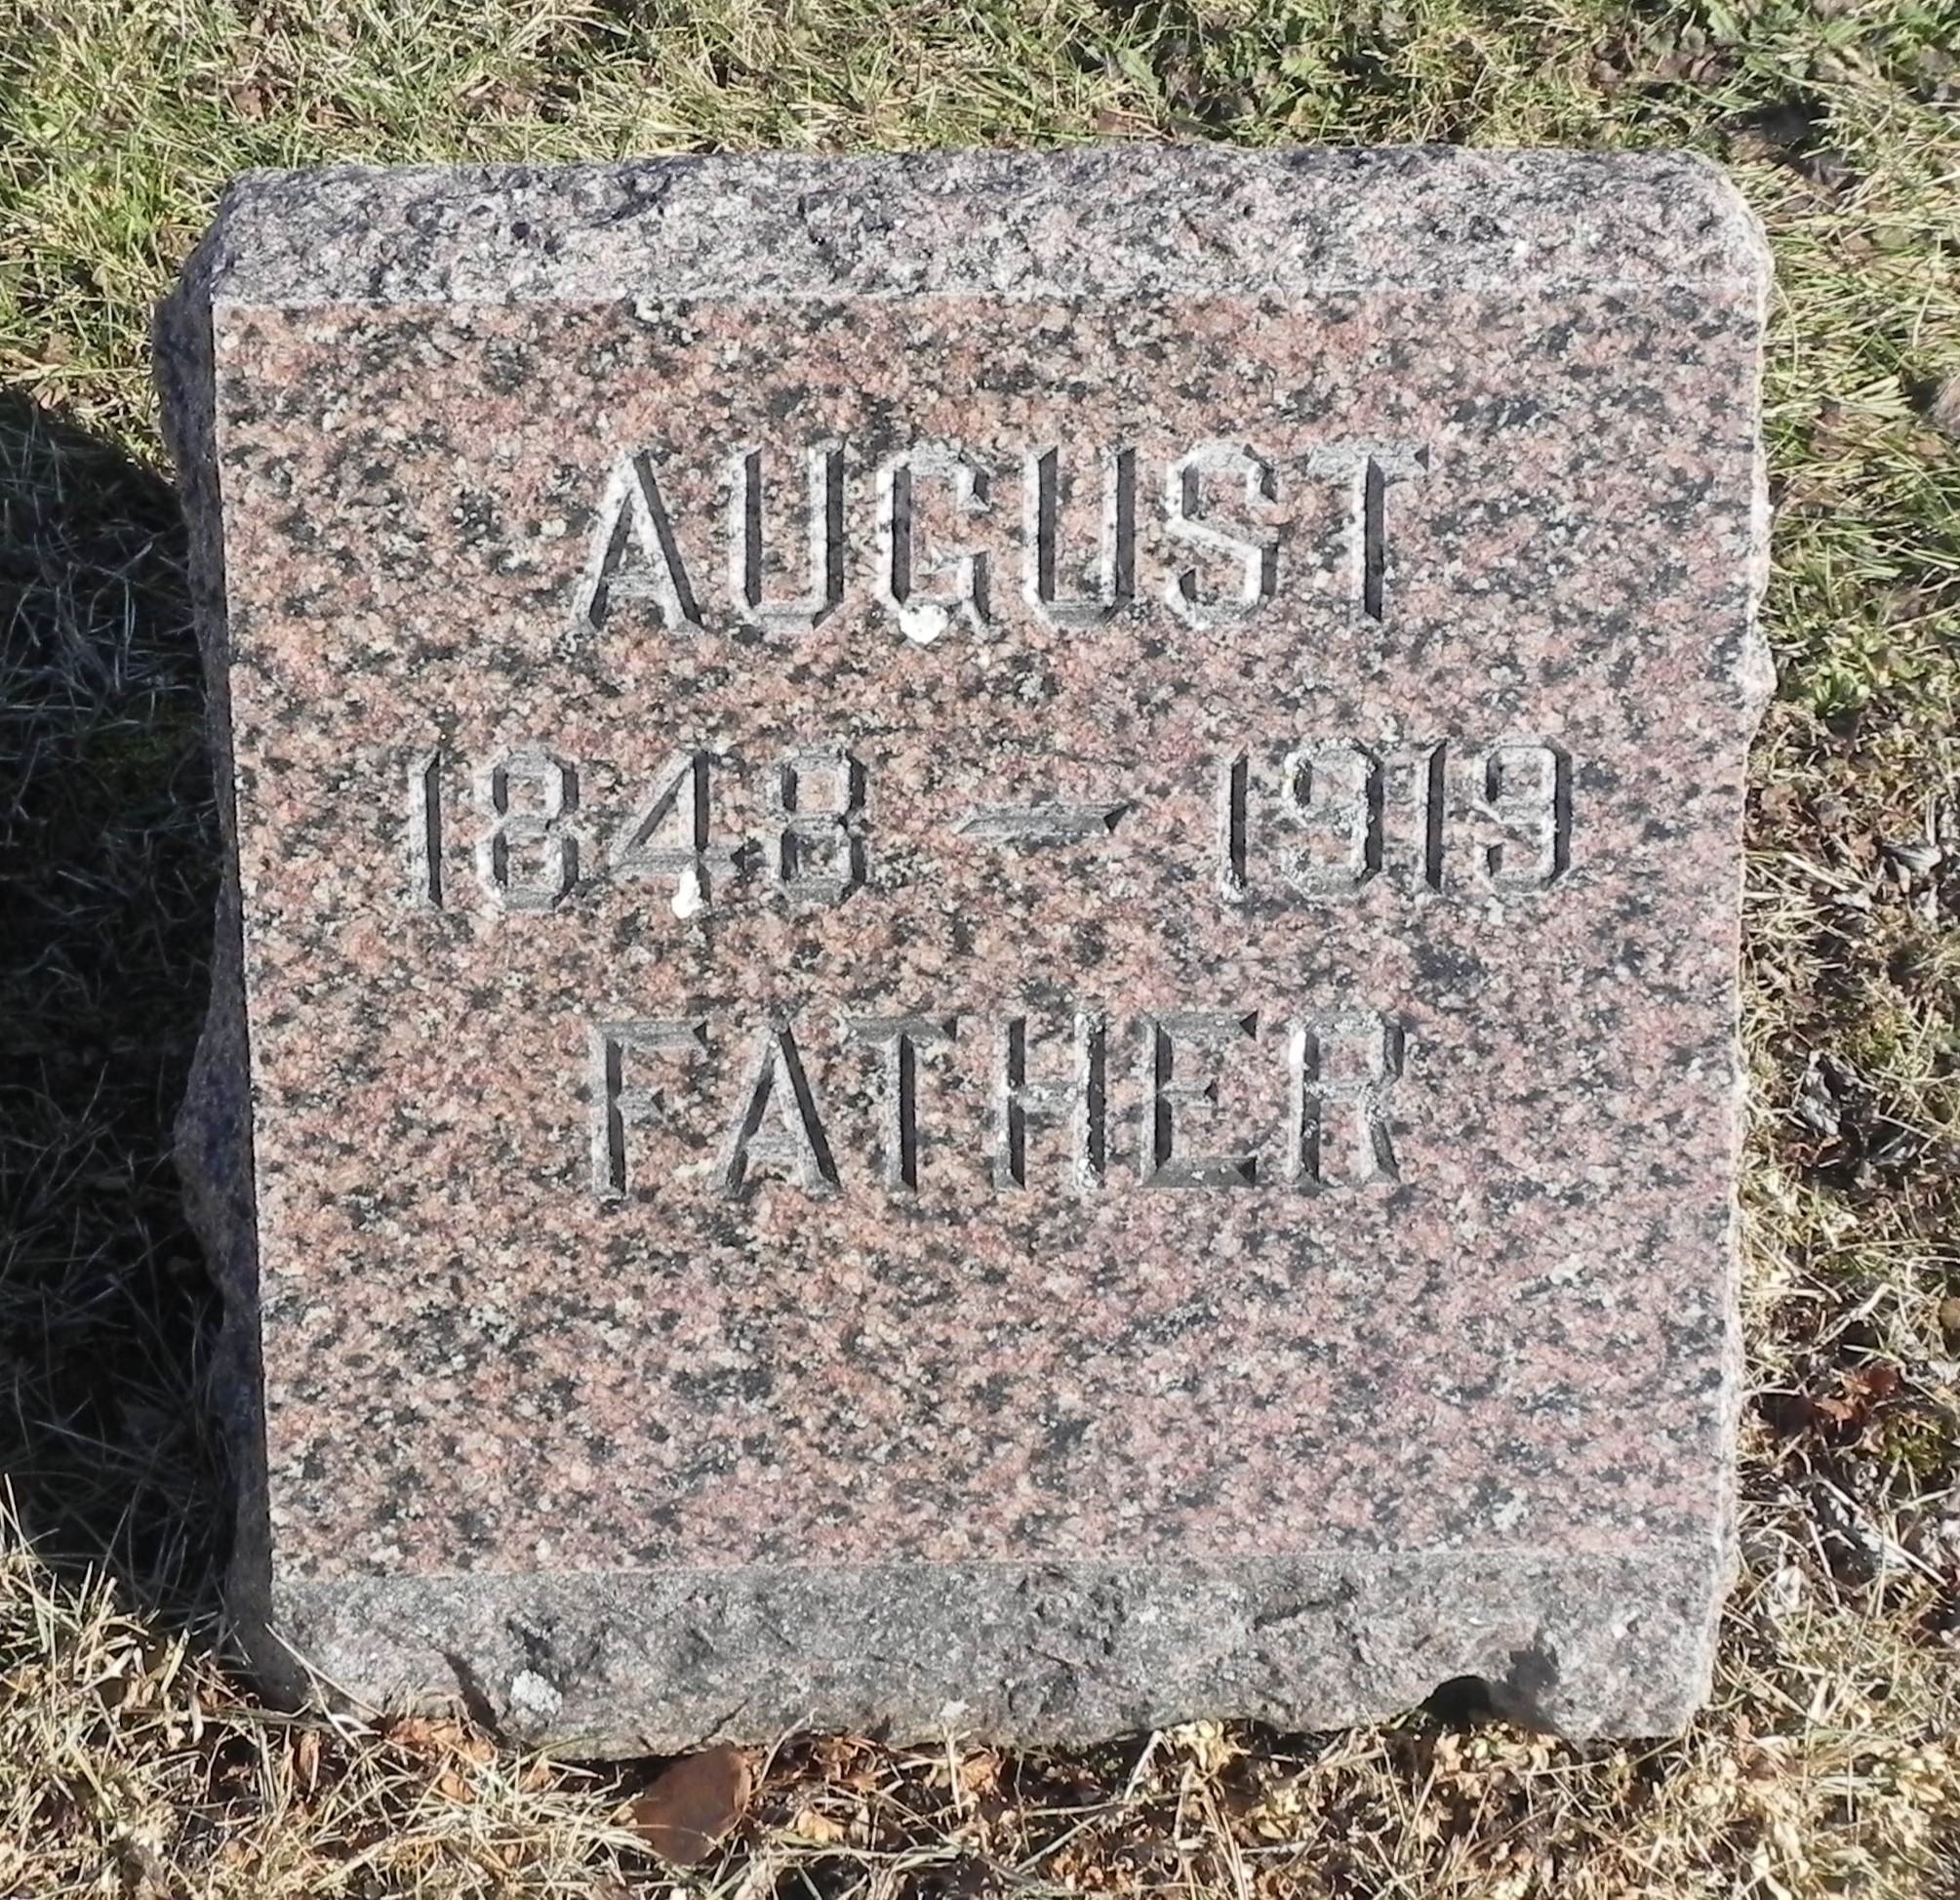 AUGUST
1848 — 1919
FATHER